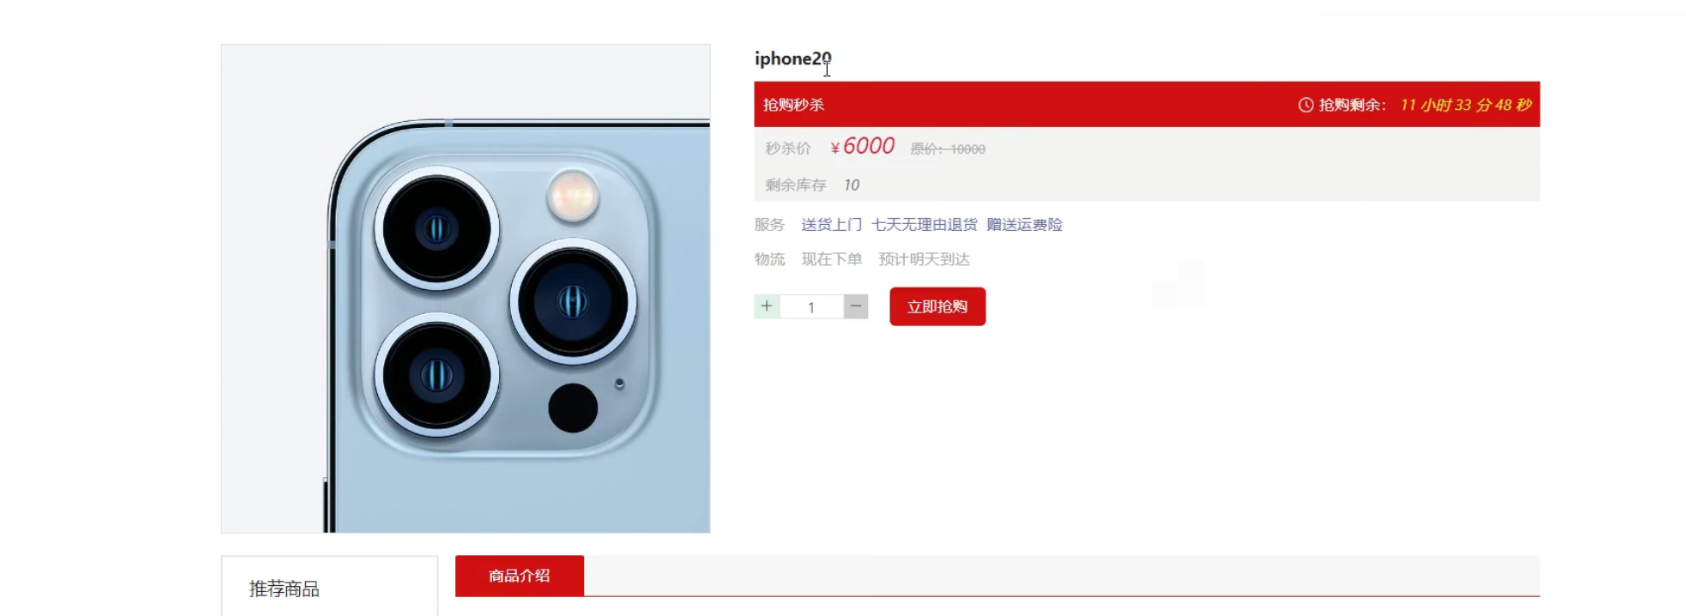 iphone20
抢购秒杀 抢购剩余： 11 小时 33 分 48 秒
秒杀价 ¥6000 原价：10000
剩余库存 10
服务 送货上门 七天无理由退货 赠送运费险
物流 现在下单 预计明天到达
+ 1 − 立即抢购
推荐商品 商品介绍